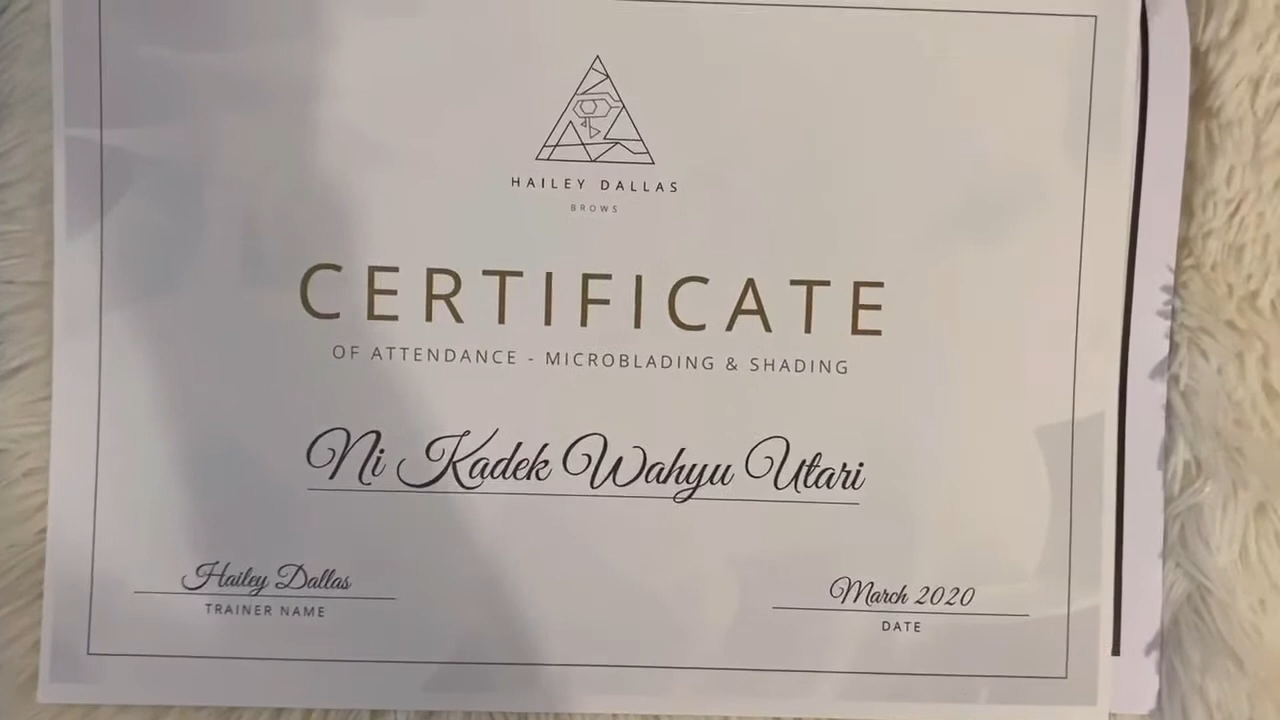 HAILEY DALLAS
BROWS
CERTIFICATE
OF ATTENDANCE - MICROBLADING & SHADING
Ni Kadek Wahyu Utari
Hailey Dallas
TRAINER NAME
March 2020
DATE